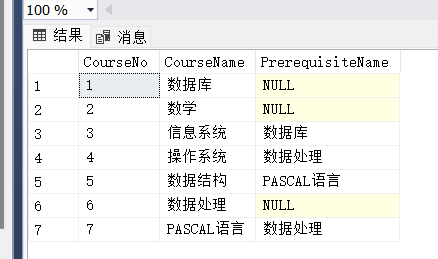 100 %
结果 消息
CourseNo CourseName PrerequisiteName
1 1 数据库 NULL
2 2 数学 NULL
3 3 信息系统 数据库
4 4 操作系统 数据处理
5 5 数据结构 PASCAL语言
6 6 数据处理 NULL
7 7 PASCAL语言 数据处理